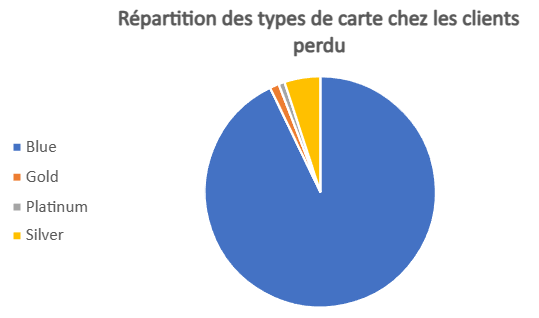 Répartition des types de carte chez les clients
perdu
Blue
Gold
Platinum
Silver